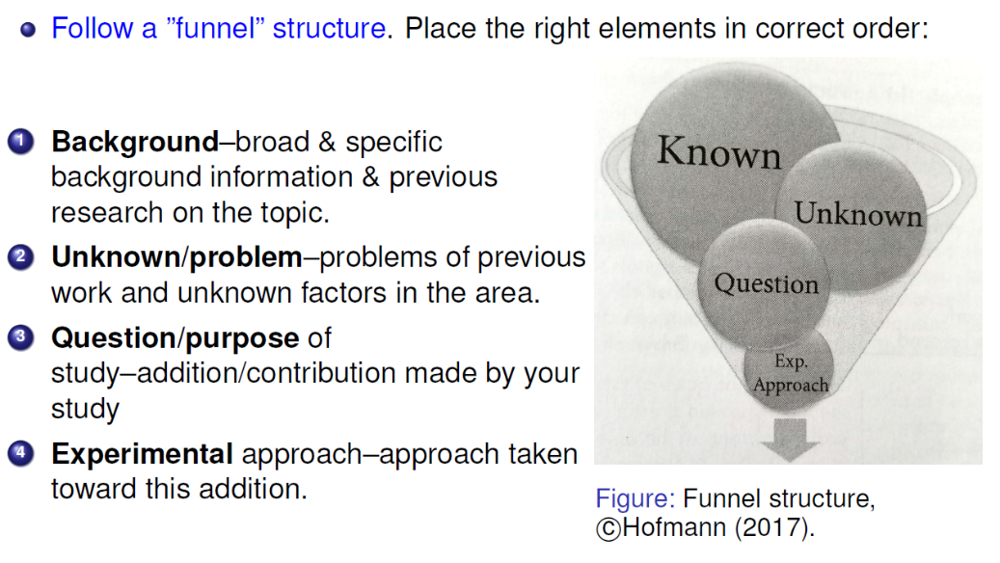 Follow a ”funnel” structure. Place the right elements in correct order:
1 Background–broad & specific
background information & previous
research on the topic.
2 Unknown/problem–problems of previous
work and unknown factors in the area.
3 Question/purpose of
study–addition/contribution made by your
study
4 Experimental approach–approach taken
toward this addition.
Known
Unknown
Question
Exp.
Approach
Figure: Funnel structure,
©Hofmann (2017).